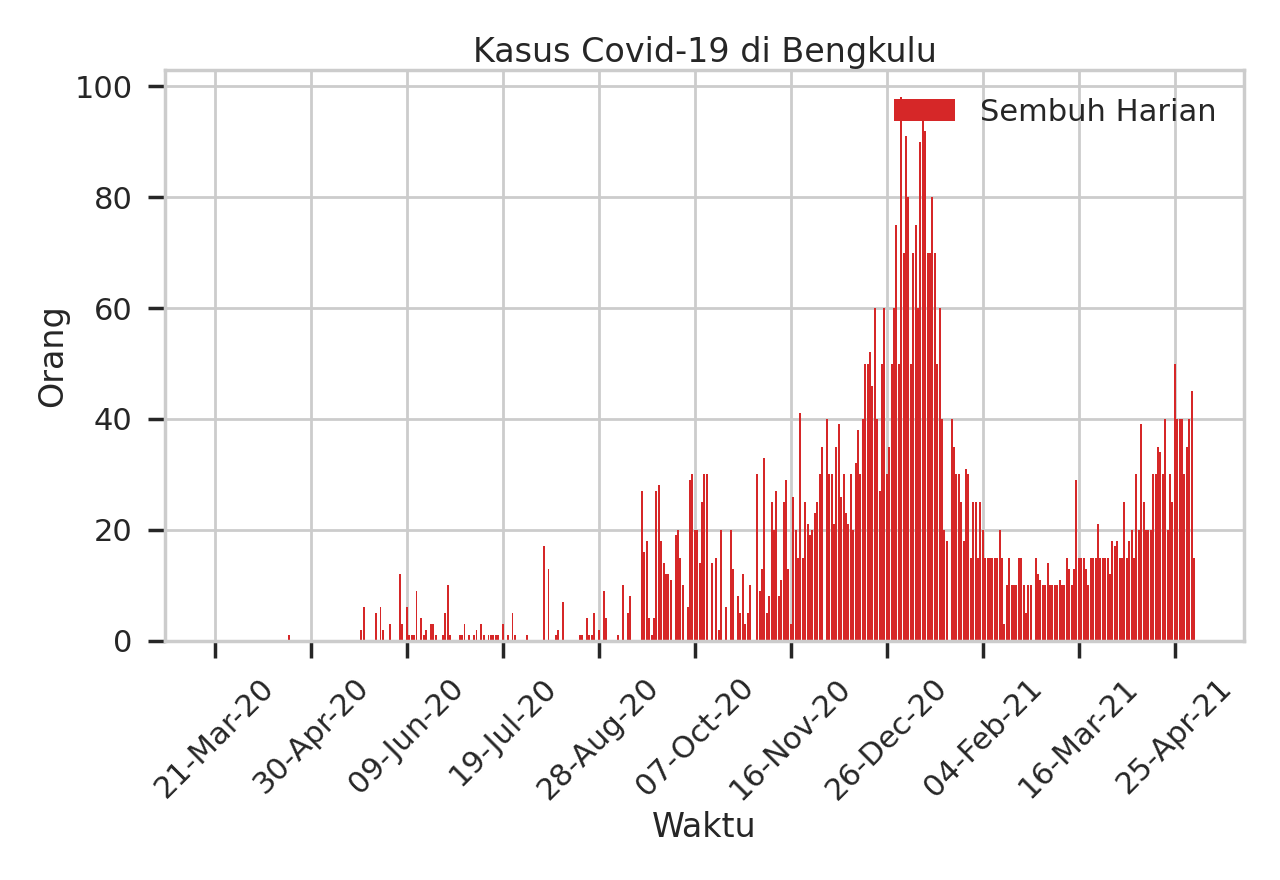 Kasus Covid-19 di Bengkulu
Sembuh Harian
Orang
100
80
60
40
20
0
21-Mar-20
30-Apr-20
09-Jun-20
19-Jul-20
28-Aug-20
07-Oct-20
16-Nov-20
26-Dec-20
04-Feb-21
16-Mar-21
25-Apr-21
Waktu